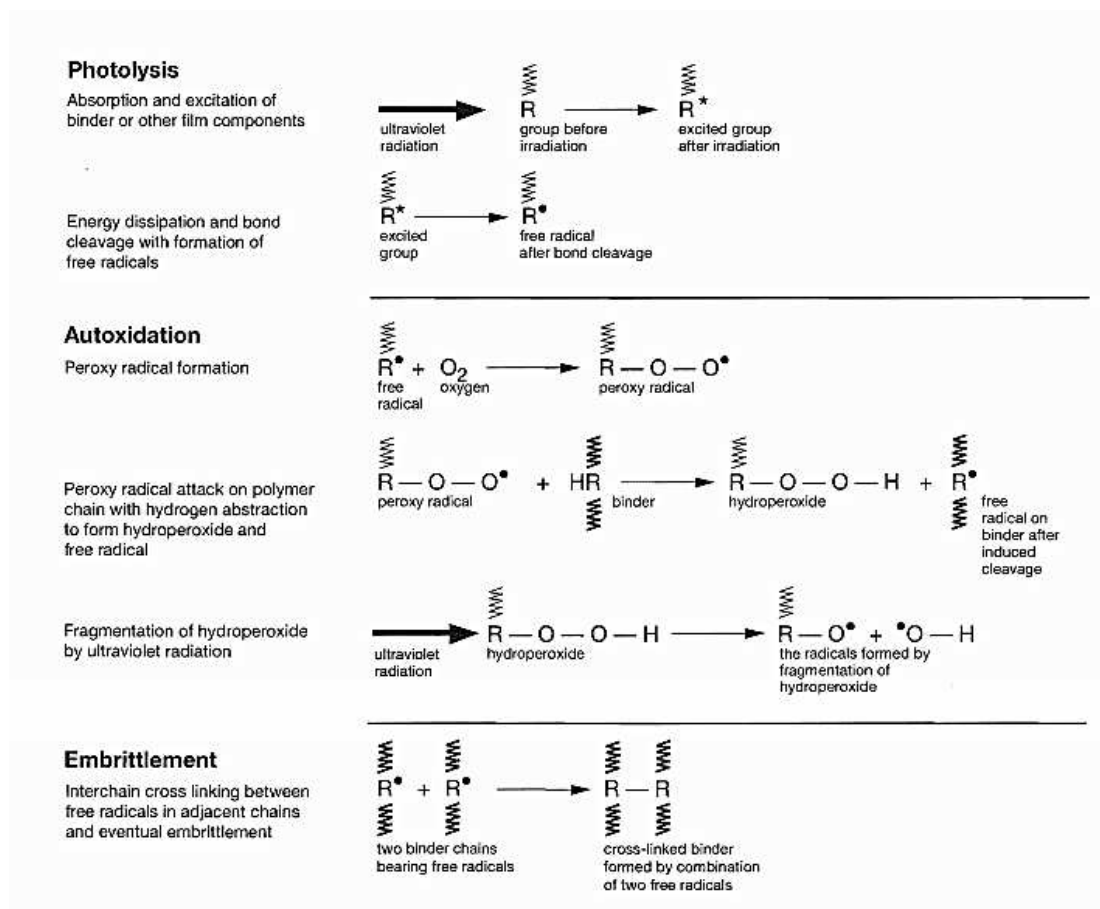 Photolysis
Absorption and excitation of
binder or other film components
ultraviolet
radiation
R
group before
irradiation
R*
excited group
after irradiation
Energy dissipation and bond
cleavage with formation of
free radicals
R*
excited
group
R•
free radical
after bond cleavage
Autoxidation
Peroxy radical formation
R• + O₂
free
radical
oxygen
R — O — O•
peroxy radical
Peroxy radical attack on polymer
chain with hydrogen abstraction
to form hydroperoxide and
free radical
R — O — O• + HR
peroxy radical
binder
R — O — O — H + R•
hydroperoxide
free
radical on
binder after
induced
cleavage
Fragmentation of hydroperoxide
by ultraviolet radiation
ultraviolet
radiation
R — O — O — H
hydroperoxide
R — O• + •O — H
the radicals formed by
fragmentation of
hydroperoxide
Embrittlement
Interchain cross linking between
free radicals in adjacent chains
and eventual embrittlement
R• + R•
two binder chains
bearing free radicals
R — R
cross-linked binder
formed by combination
of two free radicals